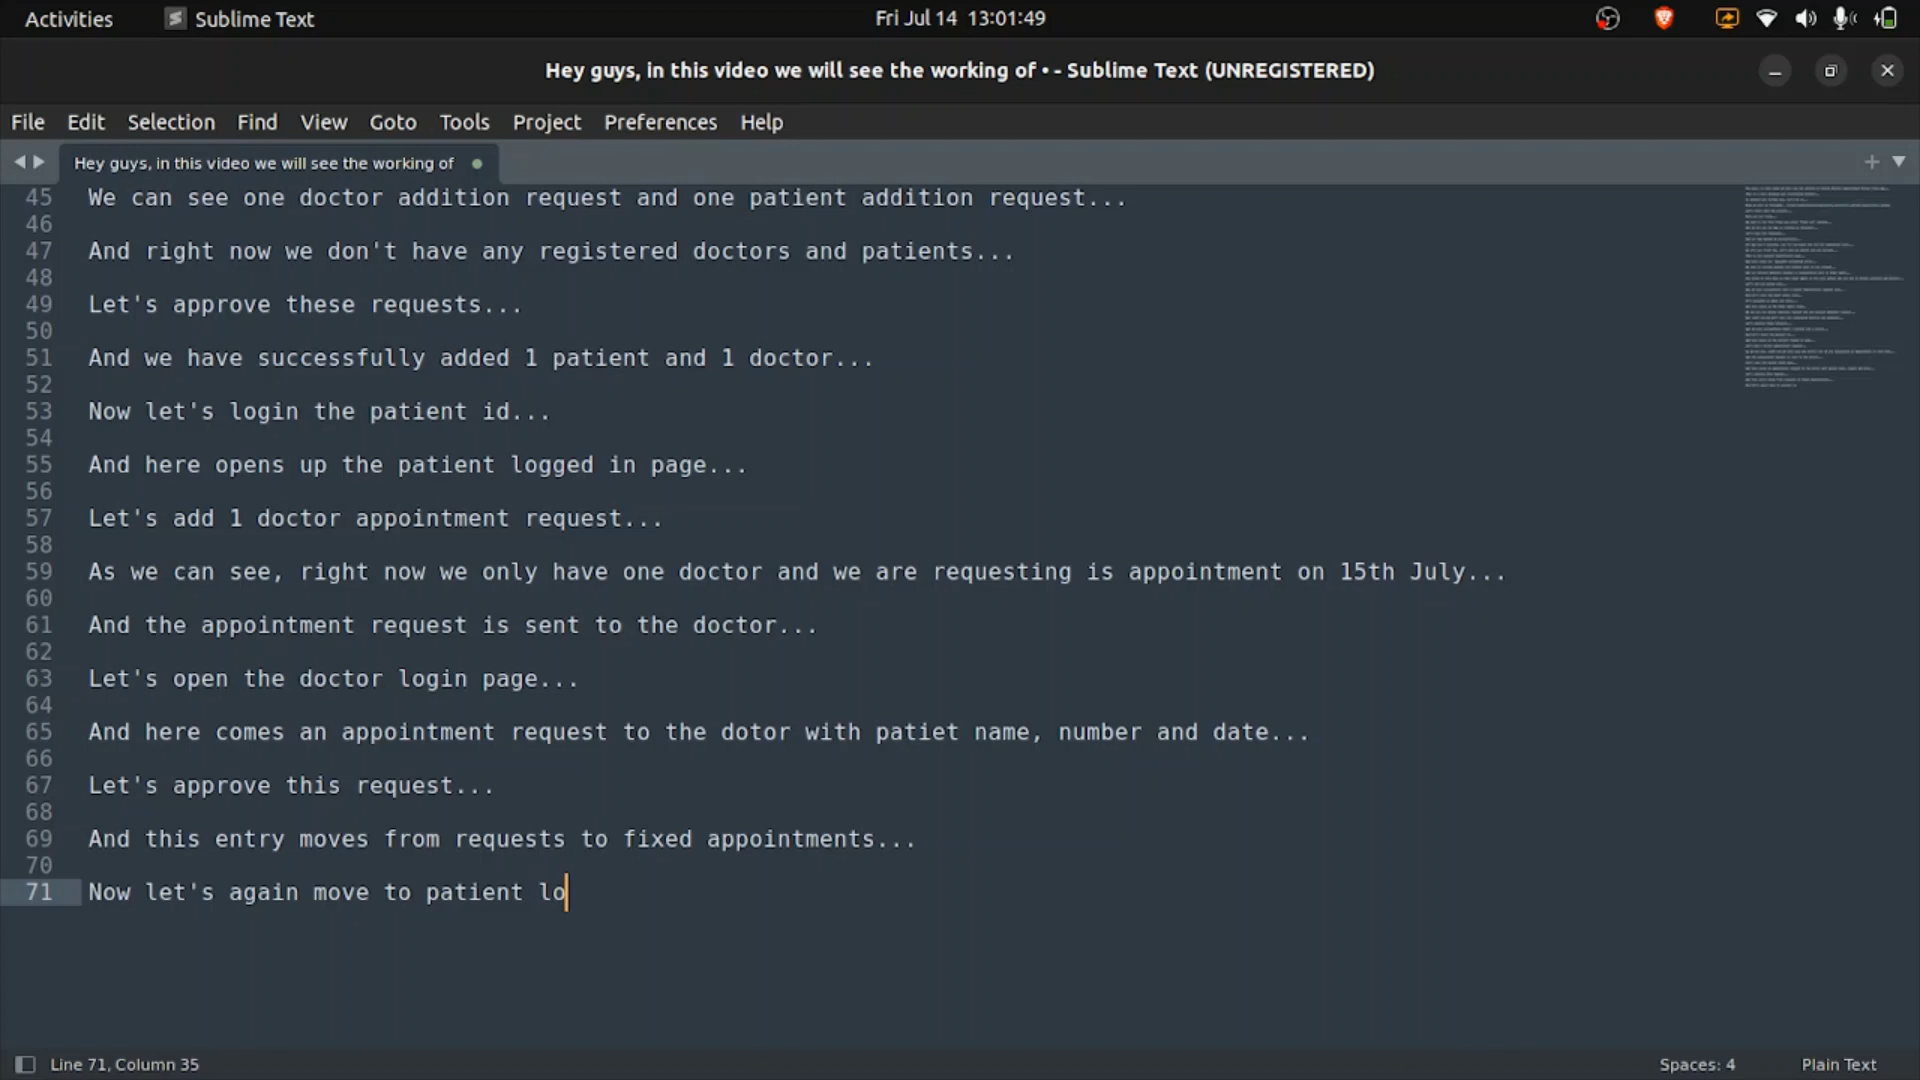 Activities Sublime Text Fri Jul 14 13:01:49
Hey guys, in this video we will see the working of • - Sublime Text (UNREGISTERED)
File Edit Selection Find View Goto Tools Project Preferences Help
Hey guys, in this video we will see the working of
45 We can see one doctor addition request and one patient addition request...
46
47 And right now we don't have any registered doctors and patients...
48
49 Let's approve these requests...
50
51 And we have successfully added 1 patient and 1 doctor...
52
53 Now let's login the patient id...
54
55 And here opens up the patient logged in page...
56
57 Let's add 1 doctor appointment request...
58
59 As we can see, right now we only have one doctor and we are requesting is appointment on 15th July...
60
61 And the appointment request is sent to the doctor...
62
63 Let's open the doctor login page...
64
65 And here comes an appointment request to the dotor with patiet name, number and date...
66
67 Let's approve this request...
68
69 And this entry moves from requests to fixed appointments...
70
71 Now let's again move to patient lo
Line 71, Column 35 Spaces: 4 Plain Text